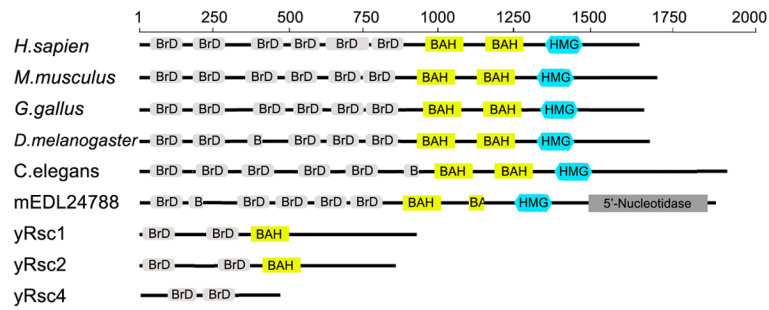 1 250 500 750 1000 1250 1500 1750 2000
H.sapien BrD BrD BrD BrD BrD BrD BAH BAH HMG
M.musculus BrD BrD BrD BrD BrD BrD BAH BAH HMG
G.gallus BrD BrD BrD BrD BrD BrD BAH BAH HMG
D.melanogaster BrD BrD B BrD BrD BrD BAH BAH HMG
C.elegans BrD BrD BrD BrD BrD B BAH BAH HMG
mEDL24788 BrD B BrD BrD BrD BrD BAH BA HMG 5'-Nucleotidase
yRsc1 BrD BrD BAH
yRsc2 BrD BrD BAH
yRsc4 BrD BrD